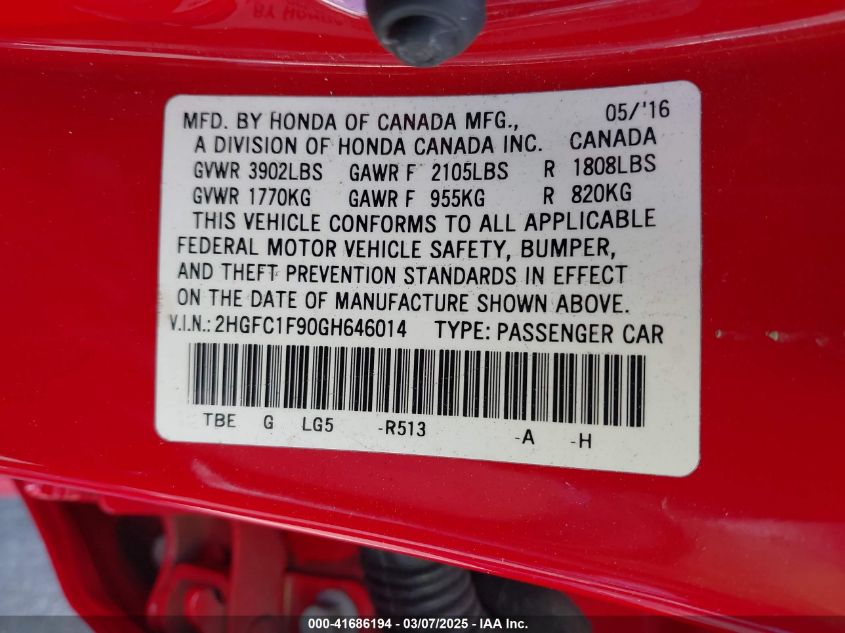 MFD. BY HONDA OF CANADA MFG., 05/'16
A DIVISION OF HONDA CANADA INC. CANADA
GVWR 3902LBS GAWR F 2105LBS R 1808LBS
GVWR 1770KG GAWR F 955KG R 820KG
THIS VEHICLE CONFORMS TO ALL APPLICABLE
FEDERAL MOTOR VEHICLE SAFETY, BUMPER,
AND THEFT PREVENTION STANDARDS IN EFFECT
ON THE DATE OF MANUFACTURE SHOWN ABOVE.
V.I.N.: 2HGFC1F90GH646014 TYPE: PASSENGER CAR
TBE G LG5 -R513 -A -H
000-41686194 - 03/07/2025 - IAA Inc.